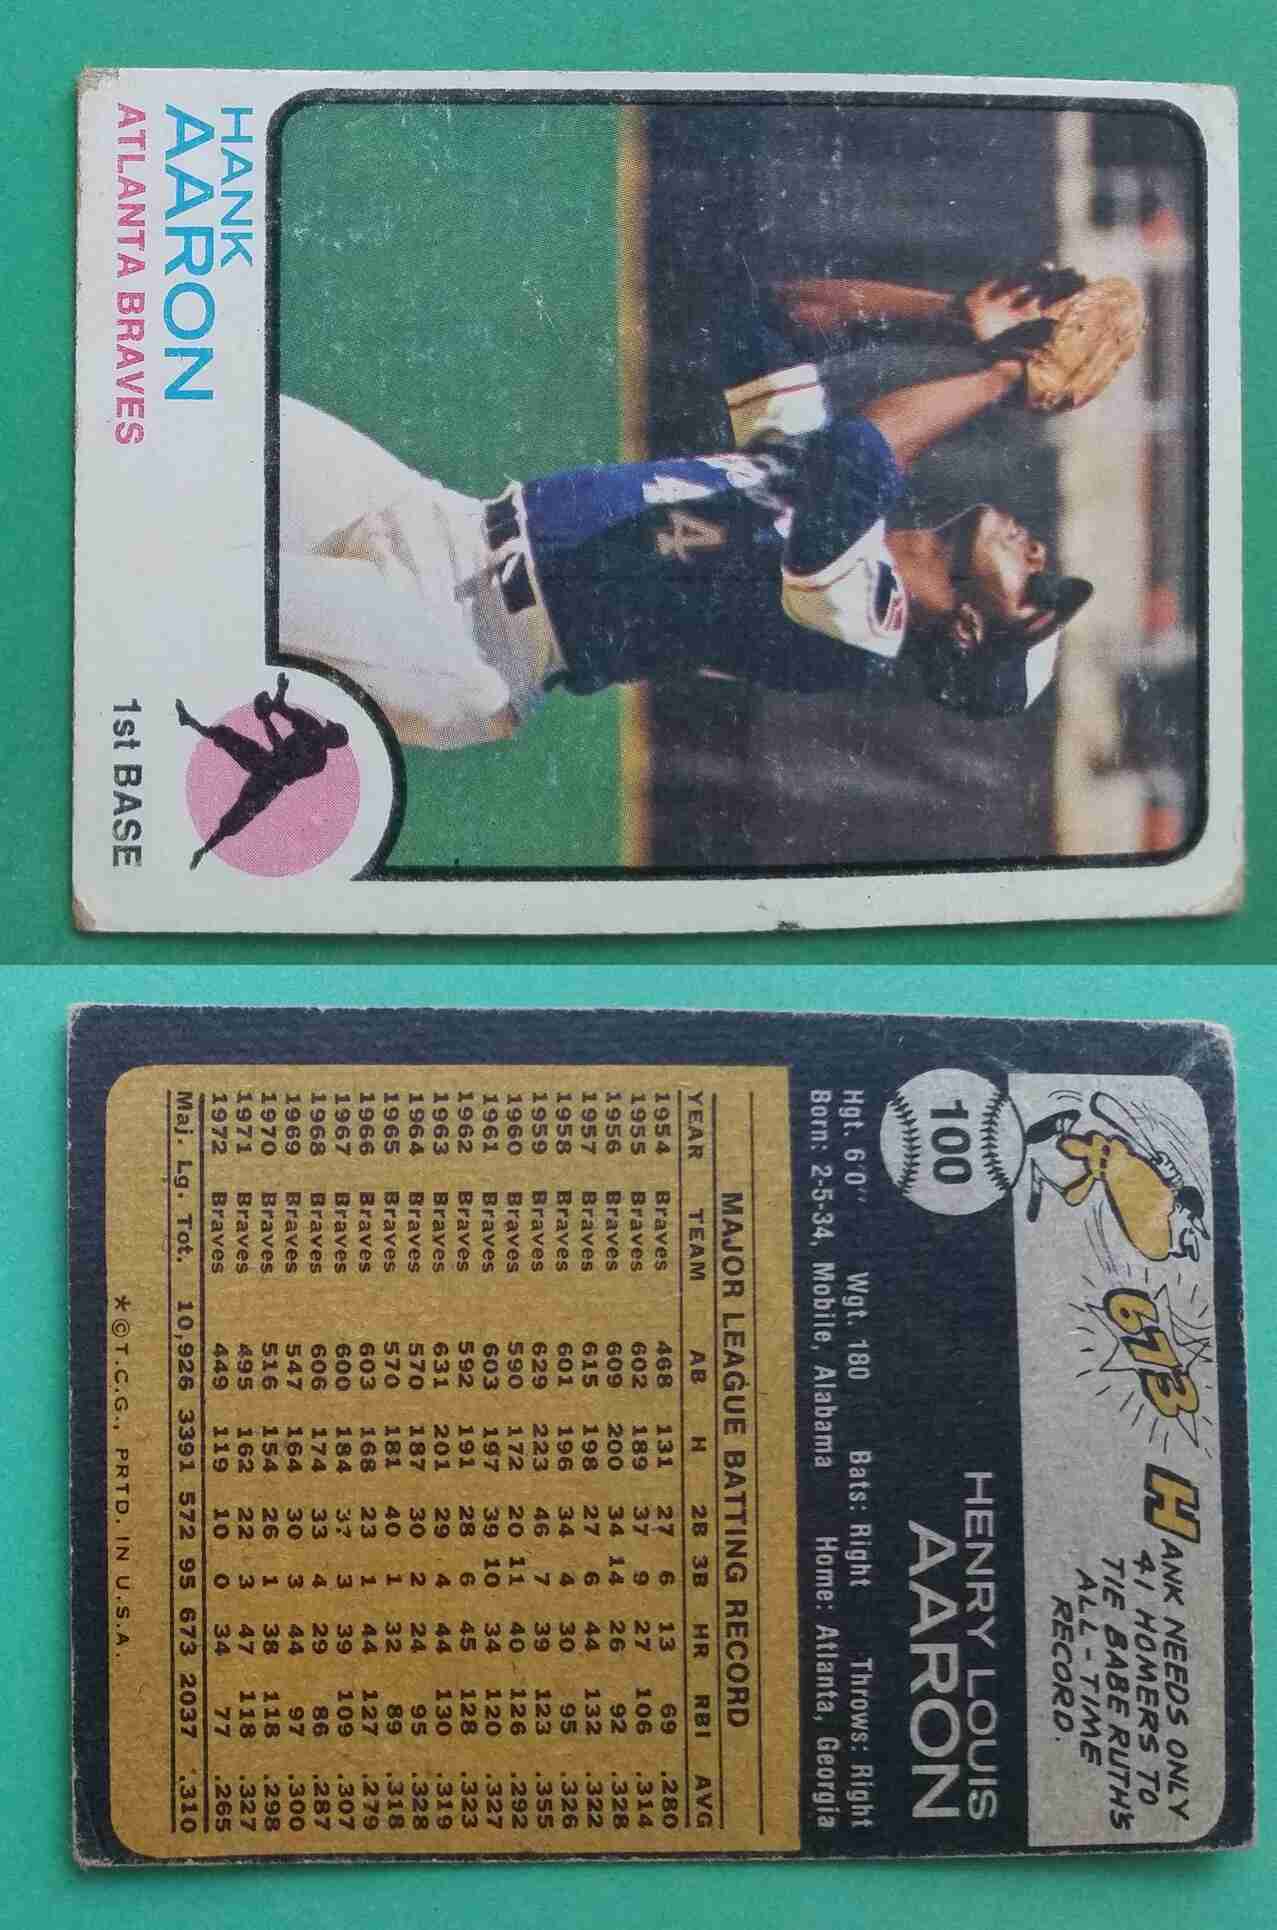 HANK
AARON
ATLANTA BRAVES
1st BASE
4
673
HANK NEEDS ONLY
41 HOMERS TO
TIE BABE RUTH'S
ALL-TIME
RECORD.
100
HENRY LOUIS
AARON
Hgt. 6'0" Wgt. 180 Bats: Right Throws: Right
Born: 2-5-34, Mobile, Alabama Home: Atlanta, Georgia
MAJOR LEAGUE BATTING RECORD
YEAR TEAM AB H 2B 3B HR RBI AVG
1954 Braves 468 131 27 6 13 69 .280
1955 Braves 602 189 37 9 27 106 .314
1956 Braves 609 200 34 14 26 92 .328
1957 Braves 615 198 27 6 44 132 .322
1958 Braves 601 196 34 4 30 95 .326
1959 Braves 629 223 46 7 39 123 .355
1960 Braves 590 172 20 11 40 126 .292
1961 Braves 603 197 39 10 34 120 .327
1962 Braves 592 191 28 6 45 128 .323
1963 Braves 631 201 29 4 44 130 .319
1964 Braves 570 187 30 2 24 95 .328
1965 Braves 570 181 40 1 32 89 .318
1966 Braves 603 168 23 1 44 127 .279
1967 Braves 600 184 37 3 39 109 .307
1968 Braves 606 174 33 4 29 86 .287
1969 Braves 547 164 30 3 44 97 .300
1970 Braves 516 154 26 1 38 118 .298
1971 Braves 495 162 22 3 47 118 .327
1972 Braves 449 119 10 0 34 77 .265
Maj. Lg. Tot. 10,926 3391 572 95 673 2037 .310
*©T.C.G., PRTD. IN U.S.A.